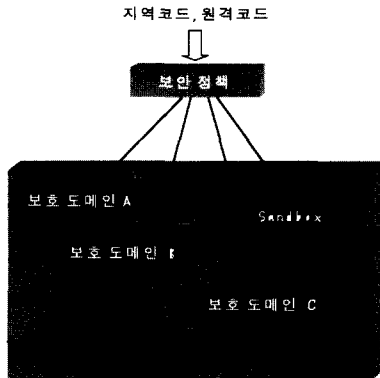 지역코드, 원격코드
보안 정책
보호 도메인 A
Sandbox
보호 도메인 B
보호 도메인 C